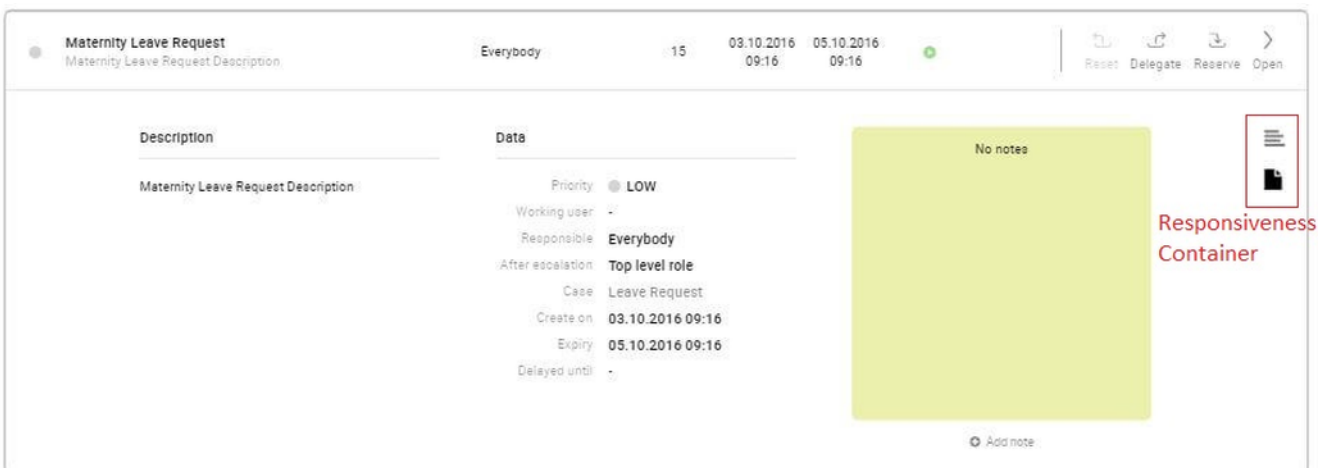 Maternity Leave Request
Maternity Leave Request Description
Everybody
15
03.10.2016
09:16
05.10.2016
09:16
Reset Delegate Reserve Open
Description
Maternity Leave Request Description
Data
Priority LOW
Working user -
Responsible Everybody
After escalation Top level role
Case Leave Request
Create on 03.10.2016 09:16
Expiry 05.10.2016 09:16
Delayed until -
No notes
Add note
Responsiveness
Container